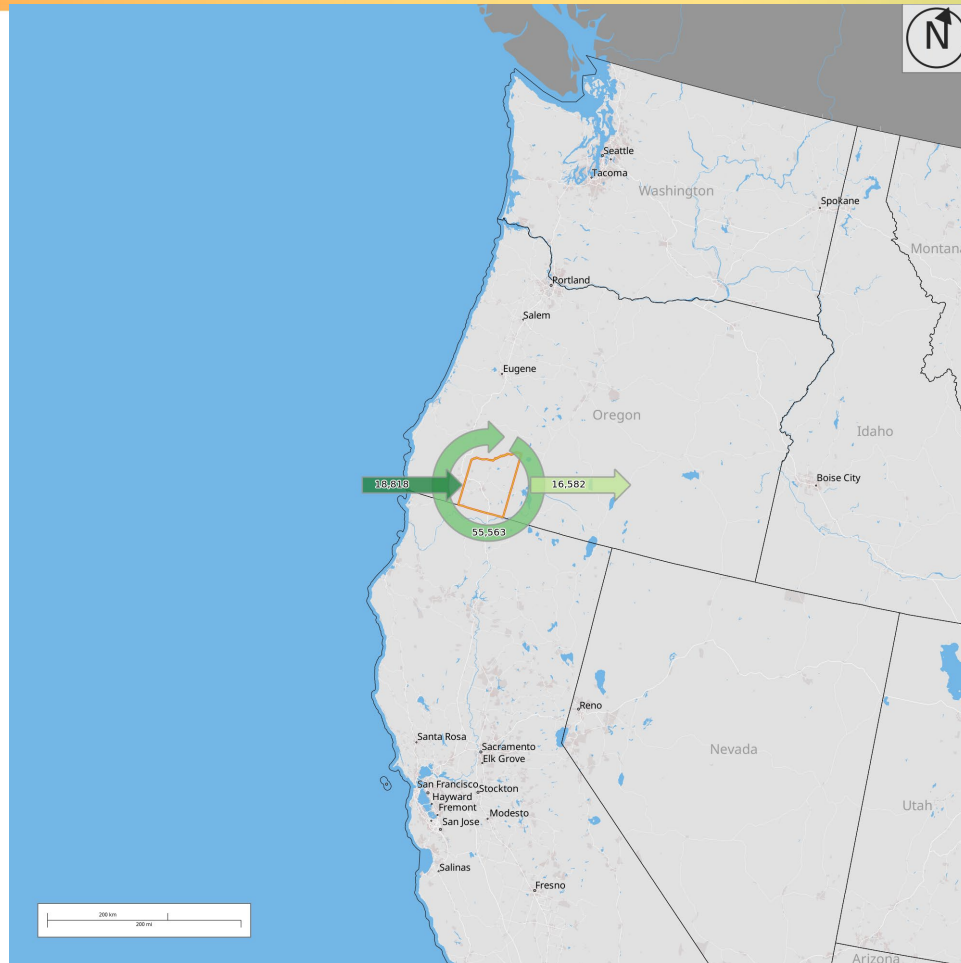 N
Seattle
Tacoma
Washington
Spokane
Montana
Portland
Salem
Eugene
Oregon
Idaho
18,818
16,582
Boise City
55,563
Reno
Santa Rosa
Sacramento
Elk Grove
Nevada
San Francisco
Stockton
Hayward
Fremont
Modesto
San Jose
Utah
Salinas
Fresno
200 km
200 mi
Arizona